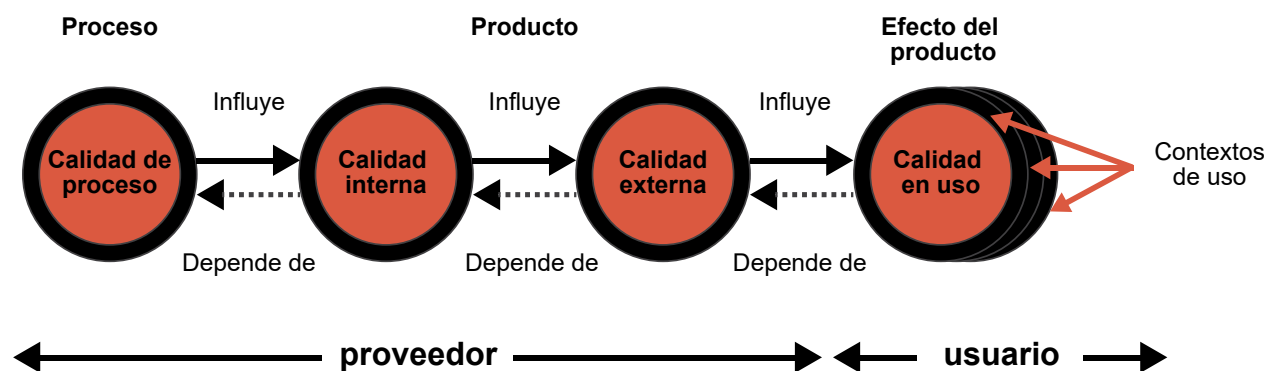 Proceso
Producto
Efecto del
producto
Influye
Influye
Influye
Calidad de
proceso
Calidad
interna
Calidad
externa
Calidad
en uso
Contextos
de uso
Depende de
Depende de
Depende de
proveedor
usuario